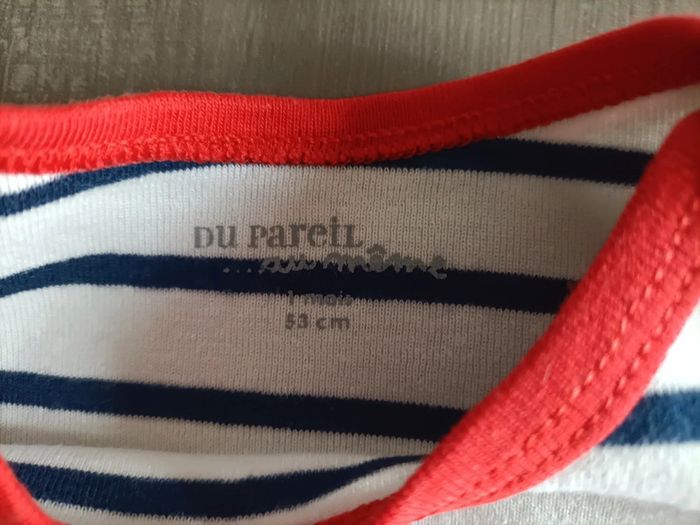 DU PAREIL
...au même
1 mois
53 cm